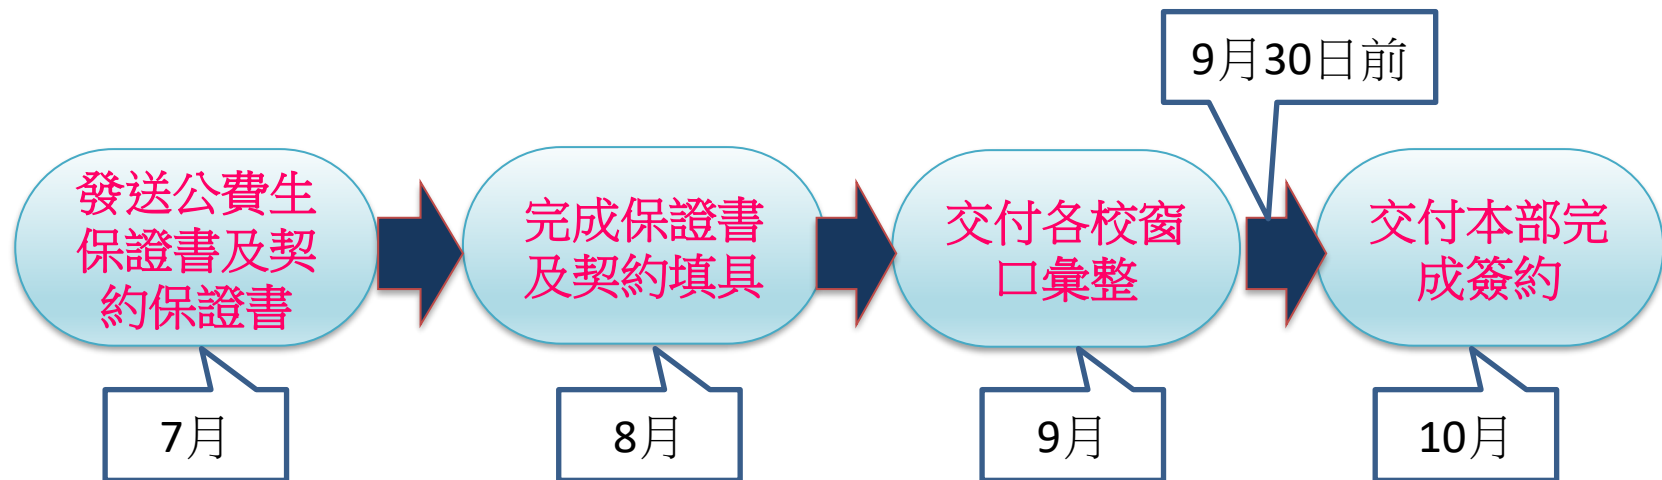 9月30日前
發送公費生
保證書及契
約保證書
完成保證書
及契約填具
交付各校窗
口彙整
交付本部完
成簽約
7月
8月
9月
10月